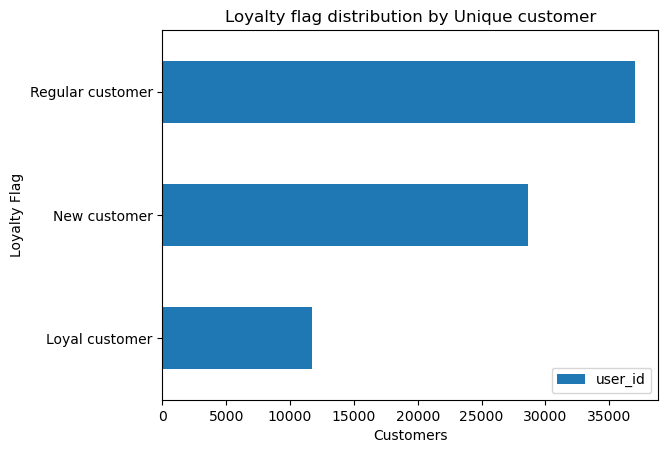 Loyalty flag distribution by Unique customer
Loyalty Flag
Regular customer
New customer
Loyal customer
user_id
0 5000 10000 15000 20000 25000 30000 35000
Customers